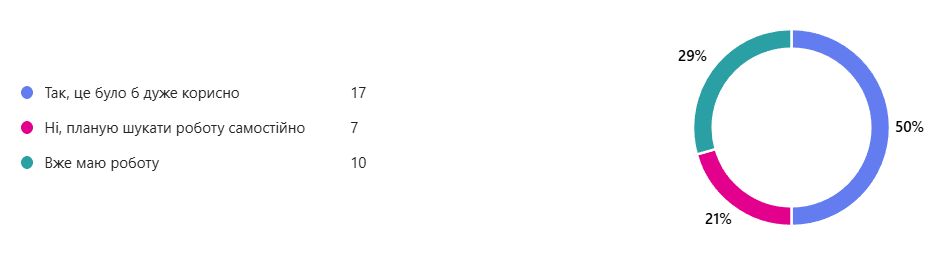 Так, це було б дуже корисно 17
Ні, планую шукати роботу самостійно 7
Вже маю роботу 10
29%
50%
21%